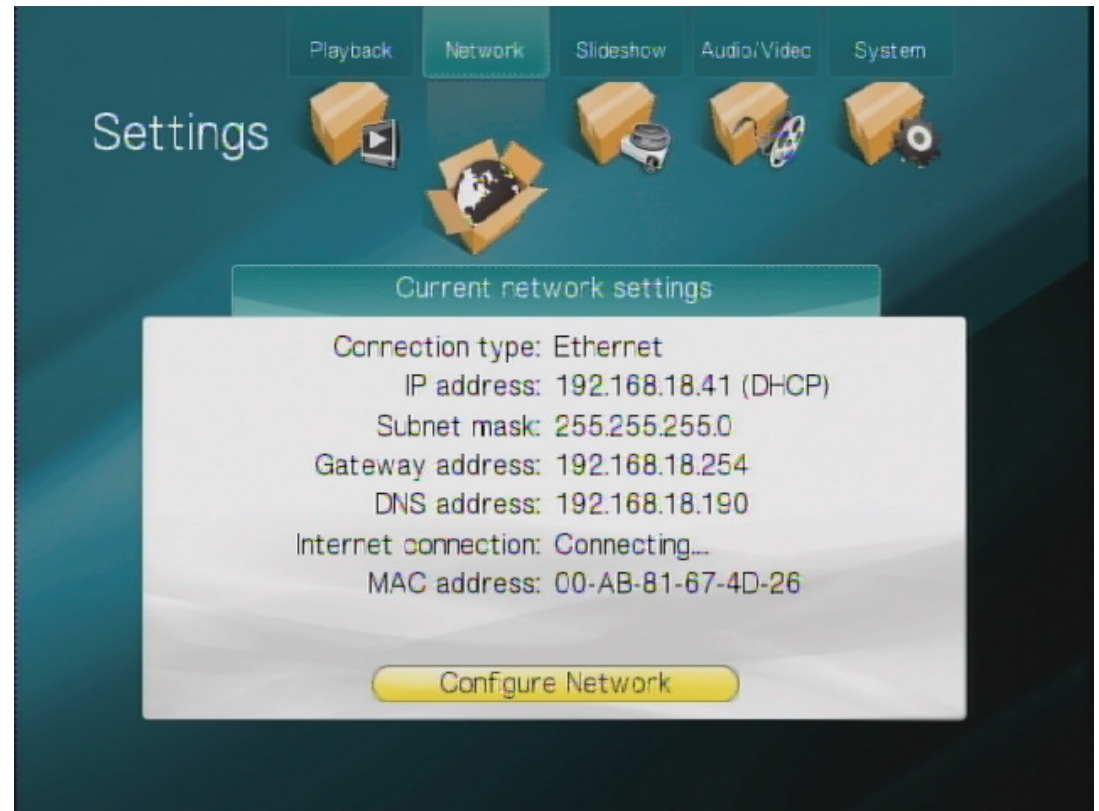 Playback Network Slideshow Audio/Video System
Settings
Current network settings
Connection type: Ethernet
IP address: 192.168.18.41 (DHCP)
Subnet mask: 255.255.255.0
Gateway address: 192.168.18.254
DNS address: 192.168.18.190
Internet connection: Connecting...
MAC address: 00-AB-81-67-4D-26
Configure Network